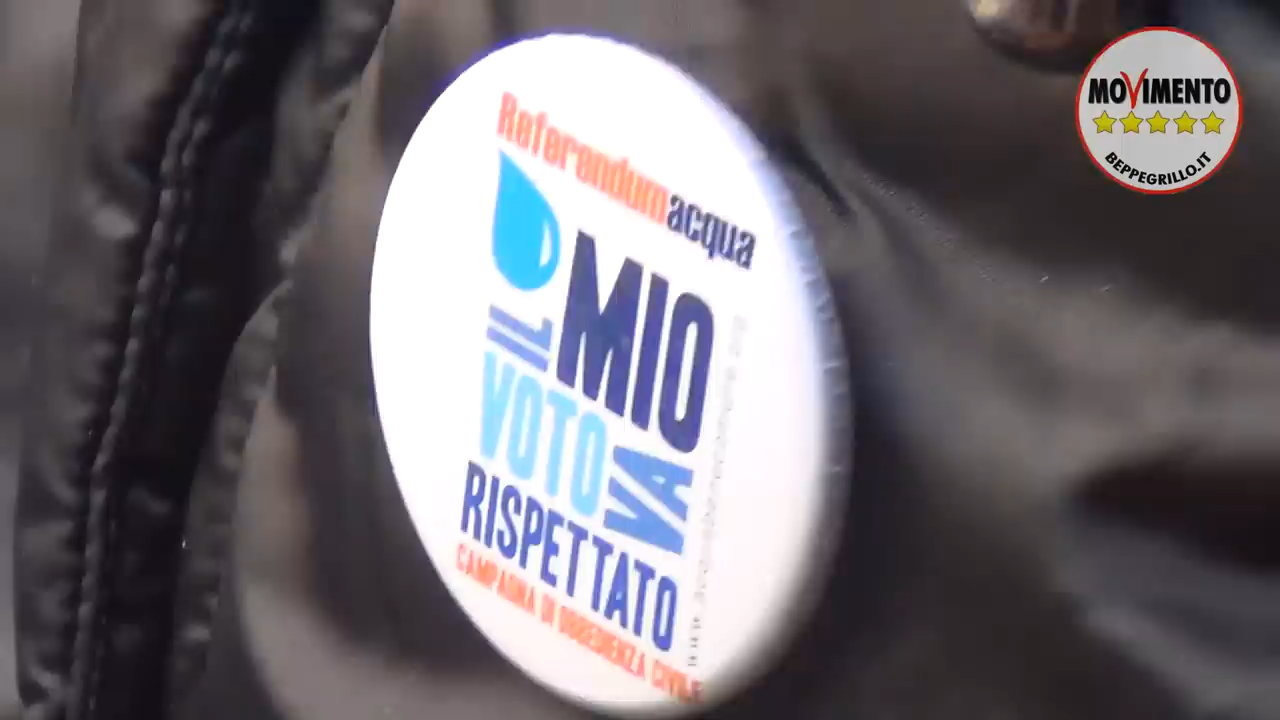 Referendumacqua
IL MIO
VOTO VA
RISPETTATO
CAMPAGNA DI OBBEDIENZA CIVILE
MOVIMENTO
BEPPEGRILLO.IT